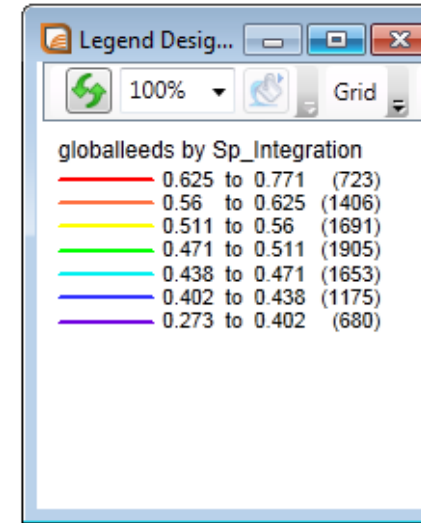 Legend Desig...
100% Grid
globalleeds by Sp_Integration
0.625 to 0.771 (723)
0.56 to 0.625 (1406)
0.511 to 0.56 (1691)
0.471 to 0.511 (1905)
0.438 to 0.471 (1653)
0.402 to 0.438 (1175)
0.273 to 0.402 (680)